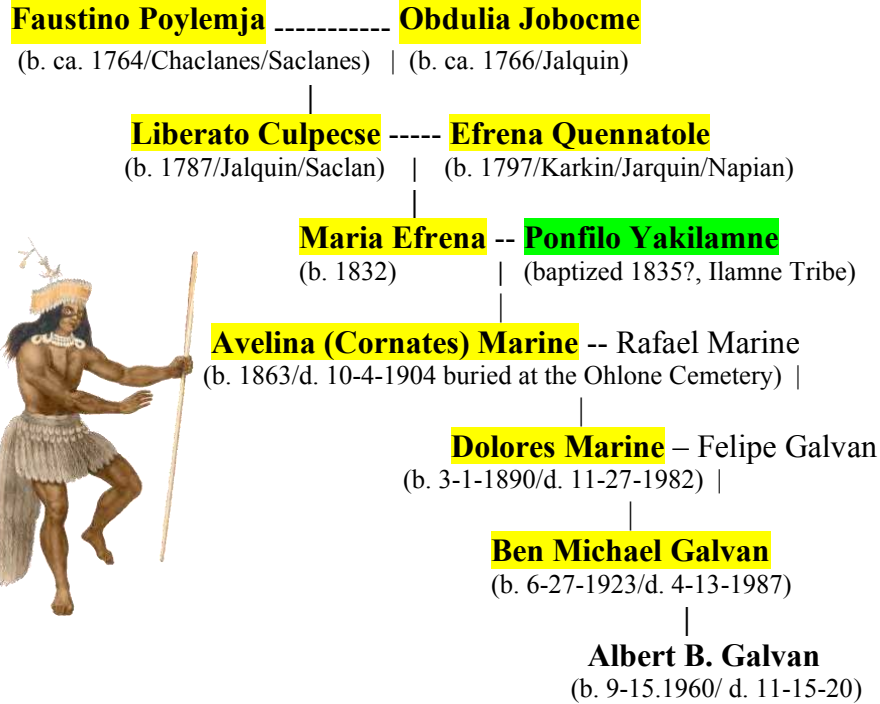 Faustino Poylemja ----------- Obdulia Jobocme
(b. ca. 1764/Chaclanes/Saclanes) | (b. ca. 1766/Jalquin)
|
Liberato Culpecse ----- Efrena Quennatole
(b. 1787/Jalquin/Saclan) | (b. 1797/Karkin/Jarquin/Napian)
|
Maria Efrena -- Ponfilo Yakilamne
(b. 1832) | (baptized 1835?, Ilamne Tribe)
|
Avelina (Cornates) Marine -- Rafael Marine
(b. 1863/d. 10-4-1904 buried at the Ohlone Cemetery) |
|
Dolores Marine – Felipe Galvan
(b. 3-1-1890/d. 11-27-1982) |
|
Ben Michael Galvan
(b. 6-27-1923/d. 4-13-1987)
|
Albert B. Galvan
(b. 9-15.1960/ d. 11-15-20)